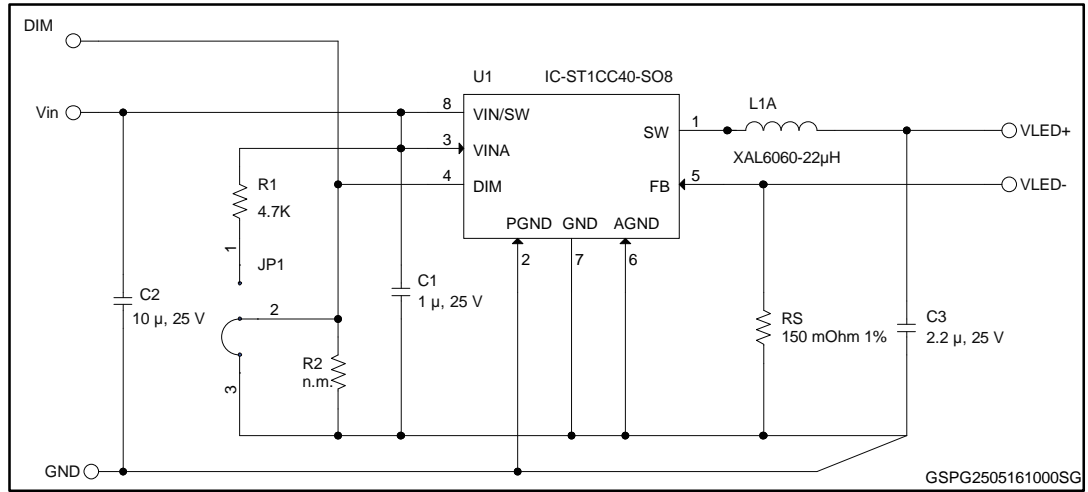 DIM
U1 IC-ST1CC40-SO8
Vin
8 VIN/SW
L1A
SW 1
VLED+
3 VINA
XAL6060-22µH
4 DIM
FB 5
VLED-
R1
4.7K
PGND GND AGND
2 7 6
1
JP1
C2
10 µ, 25 V
2
C1
1 µ, 25 V
RS
150 mOhm 1%
C3
2.2 µ, 25 V
R2
n.m.
3
GND
GSPG2505161000SG